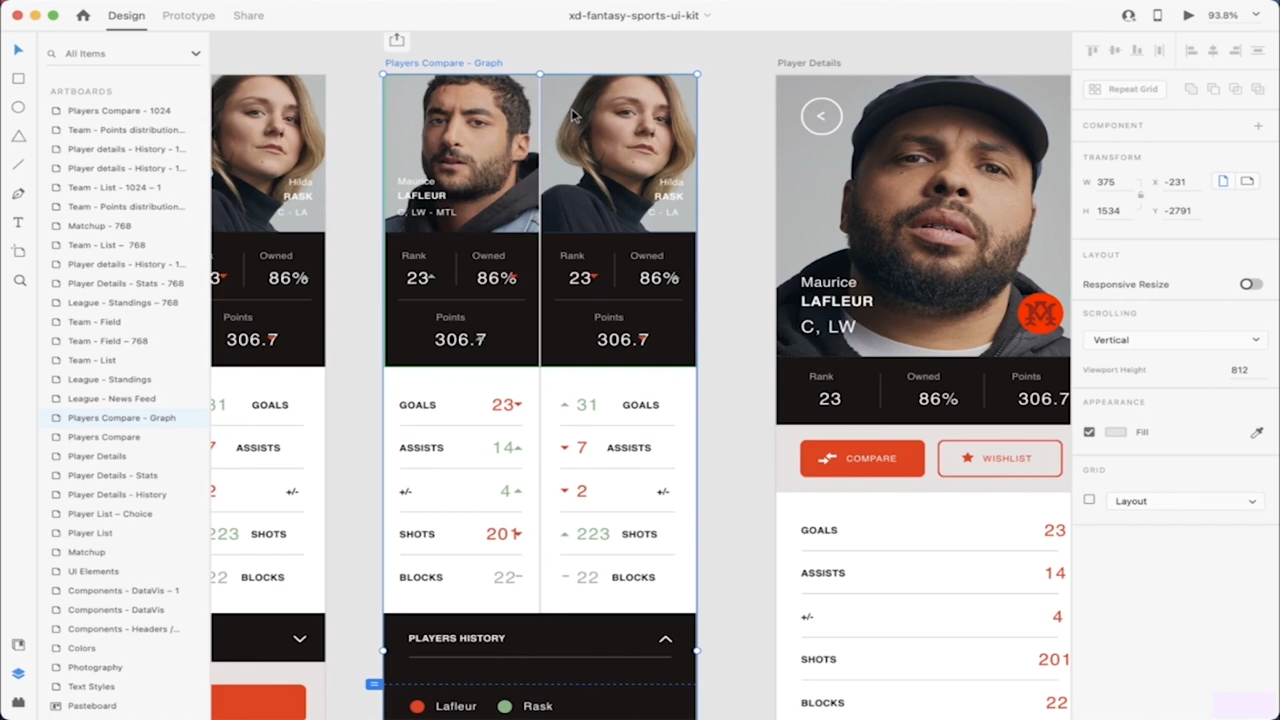 Design
Prototype
Share
xd-fantasy-sports-ui-kit
93.8%
All Items
ARTBOARDS
Players Compare - 1024
Team - Points distribution...
Player details - History - 1...
Player details - History - 1...
Team - List - 1024 – 1
Team - Points distribution...
Matchup - 768
Team - List – 768
Player details - History - 1...
Player Details - Stats - 768
League - Standings – 768
Team - Field
Team - Field – 768
Team - List
League - Standings
League - News Feed
Players Compare - Graph
Players Compare
Player Details
Player Details - Stats
Player Details - History
Player List – Choice
Player List
Matchup
UI Elements
Components - DataVis – 1
Components - DataVis
Components - Headers /...
Colors
Photography
Text Styles
Pasteboard
Hilda
RASK
C - LA
Owned
3
86%
Points
306.7
31 GOALS
7 ASSISTS
2 +/-
223 SHOTS
22 BLOCKS
Players Compare - Graph
Maurice
LAFLEUR
C, LW - MTL
Hilda
RASK
C - LA
Rank Owned
23 86%
Points
306.7
Rank Owned
23 86%
Points
306.7
GOALS 23 31 GOALS
ASSISTS 14 7 ASSISTS
+/- 4 2 +/-
SHOTS 201 223 SHOTS
BLOCKS 22 22 BLOCKS
PLAYERS HISTORY
Lafleur Rask
Player Details
<
Maurice
LAFLEUR
C, LW
Rank Owned Points
23 86% 306.7
COMPARE
WISHLIST
GOALS 23
ASSISTS 14
+/- 4
SHOTS 201
BLOCKS 22
Repeat Grid
COMPONENT
TRANSFORM
W 375 X -231
H 1534 Y -2791
LAYOUT
Responsive Resize
SCROLLING
Vertical
Viewport Height 812
APPEARANCE
Fill
GRID
Layout